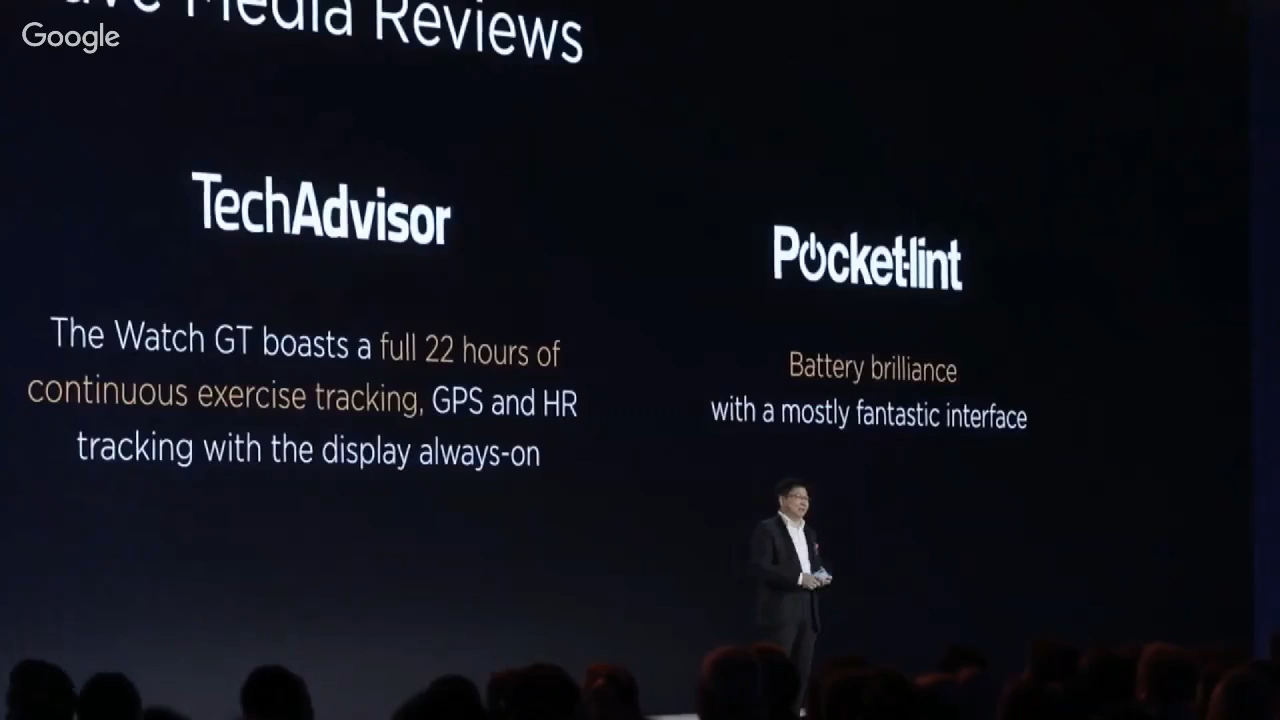 Media Reviews
Google
TechAdvisor
The Watch GT boasts a full 22 hours of
continuous exercise tracking, GPS and HR
tracking with the display always-on
Pocket-lint
Battery brilliance
with a mostly fantastic interface